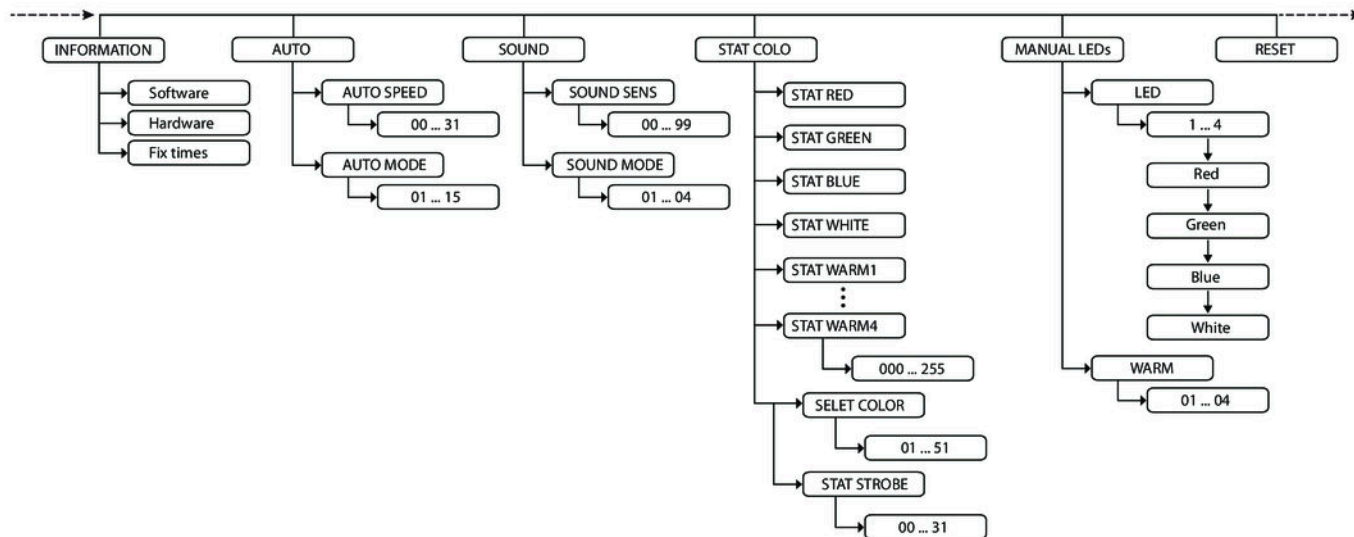 INFORMATION
Software
Hardware
Fix times
AUTO
AUTO SPEED
00 ... 31
AUTO MODE
01 ... 15
SOUND
SOUND SENS
00 ... 99
SOUND MODE
01 ... 04
STAT COLO
STAT RED
STAT GREEN
STAT BLUE
STAT WHITE
STAT WARM1
STAT WARM4
000 ... 255
SELET COLOR
01 ... 51
STAT STROBE
00 ... 31
MANUAL LEDs
LED
1 ... 4
Red
Green
Blue
White
WARM
01 ... 04
RESET